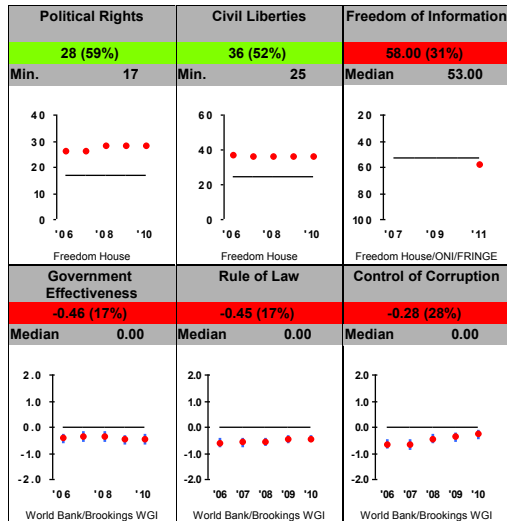 Political Rights
28 (59%)
Min. 17
40
30
20
10
0
'06 '08 '10
Freedom House
Civil Liberties
36 (52%)
Min. 25
60
40
20
0
'06 '08 '10
Freedom House
Freedom of Information
58.00 (31%)
Median 53.00
20
40
60
80
100
'07 '09 '11
Freedom House/ONI/FRINGE
Government
Effectiveness
-0.46 (17%)
Median 0.00
2.0
1.0
0.0
-1.0
-2.0
'06 '08 '10
World Bank/Brookings WGI
Rule of Law
-0.45 (17%)
Median 0.00
2.0
1.0
0.0
-1.0
-2.0
'06 '07 '08 '09 '10
World Bank/Brookings WGI
Control of Corruption
-0.28 (28%)
Median 0.00
2.0
1.0
0.0
-1.0
-2.0
'06 '07 '08 '09 '10
World Bank/Brookings WGI